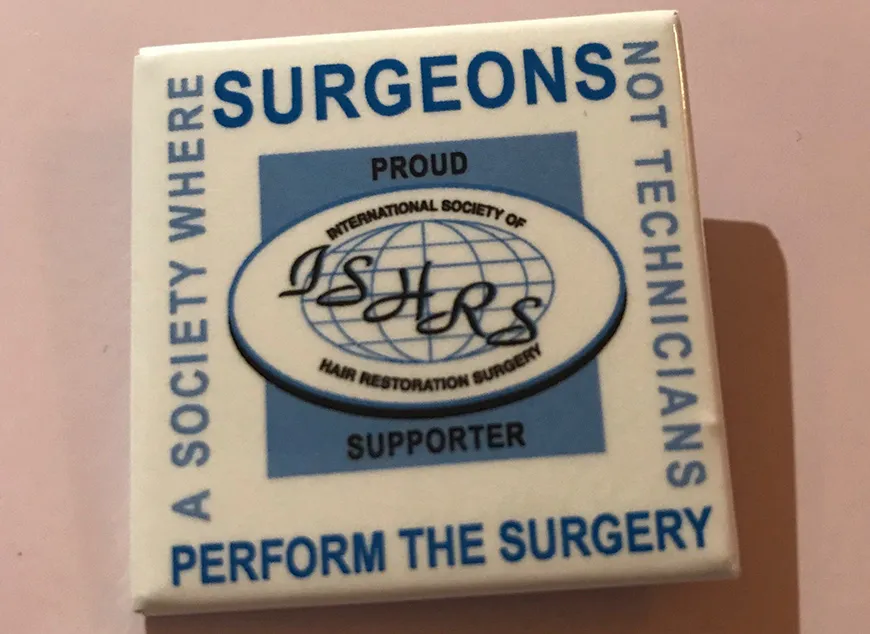 A SOCIETY WHERE
SURGEONS
NOT TECHNICIANS
PERFORM THE SURGERY
PROUD
INTERNATIONAL SOCIETY OF
ISHRS
HAIR RESTORATION SURGERY
SUPPORTER